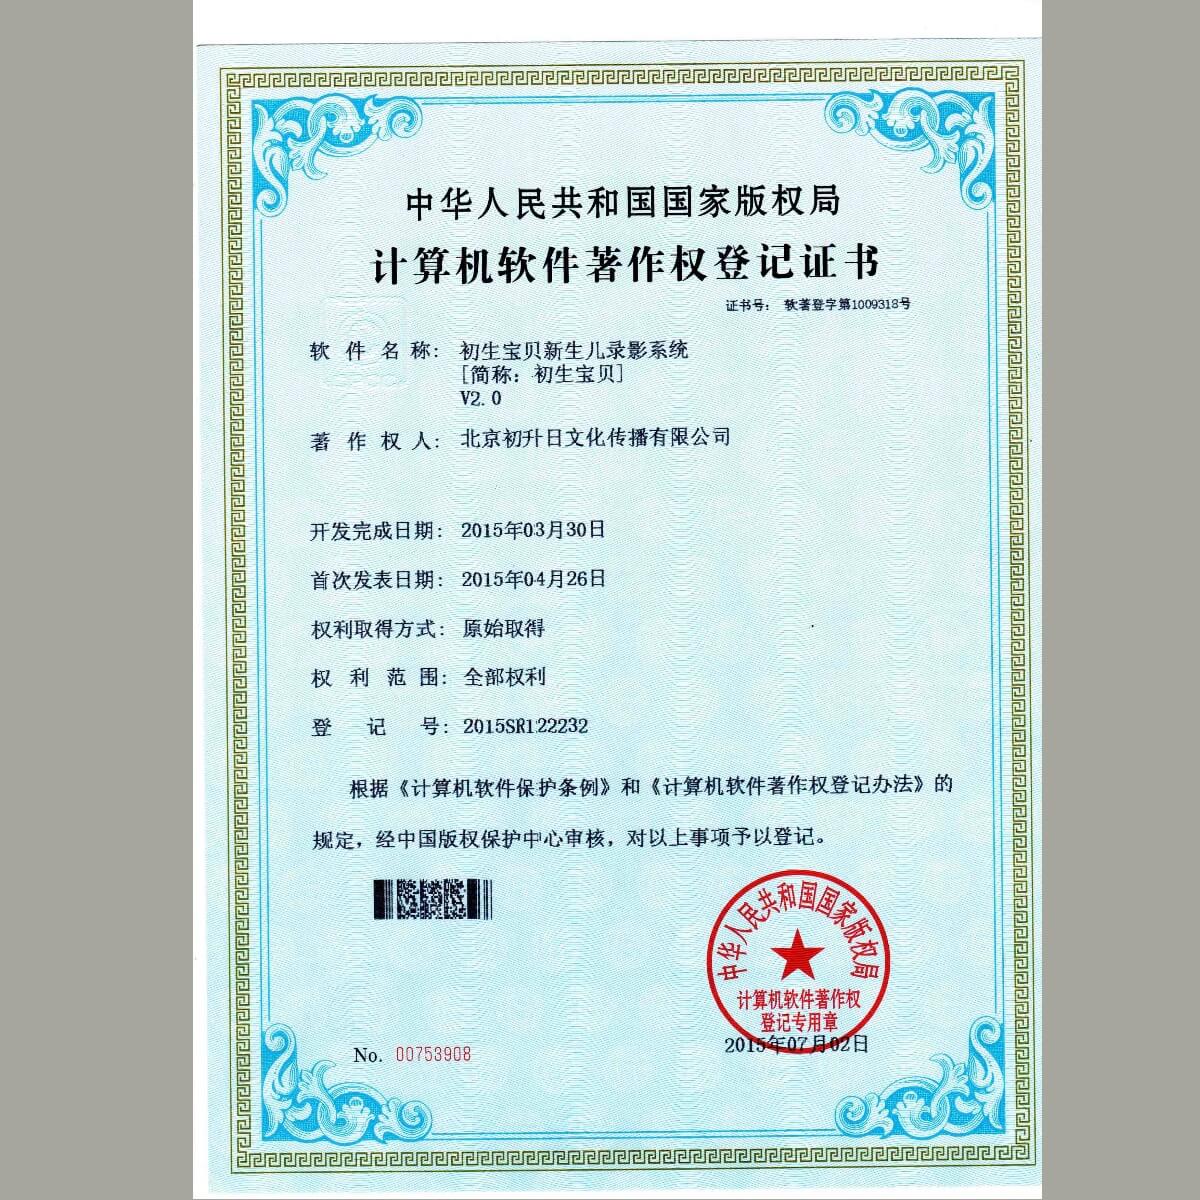 中华人民共和国国家版权局
计算机软件著作权登记证书
证书号： 软著登字第1009318号
软件名称： 初生宝贝新生儿录影系统
[简称：初生宝贝]
V2.0
著作权人： 北京初升日文化传播有限公司
开发完成日期： 2015年03月30日
首次发表日期： 2015年04月26日
权利取得方式： 原始取得
权利范围： 全部权利
登记号： 2015SR122232
根据《计算机软件保护条例》和《计算机软件著作权登记办法》的
规定，经中国版权保护中心审核，对以上事项予以登记。
中华人民共和国国家版权局
计算机软件著作权
登记专用章
2015年07月02日
No. 00753908